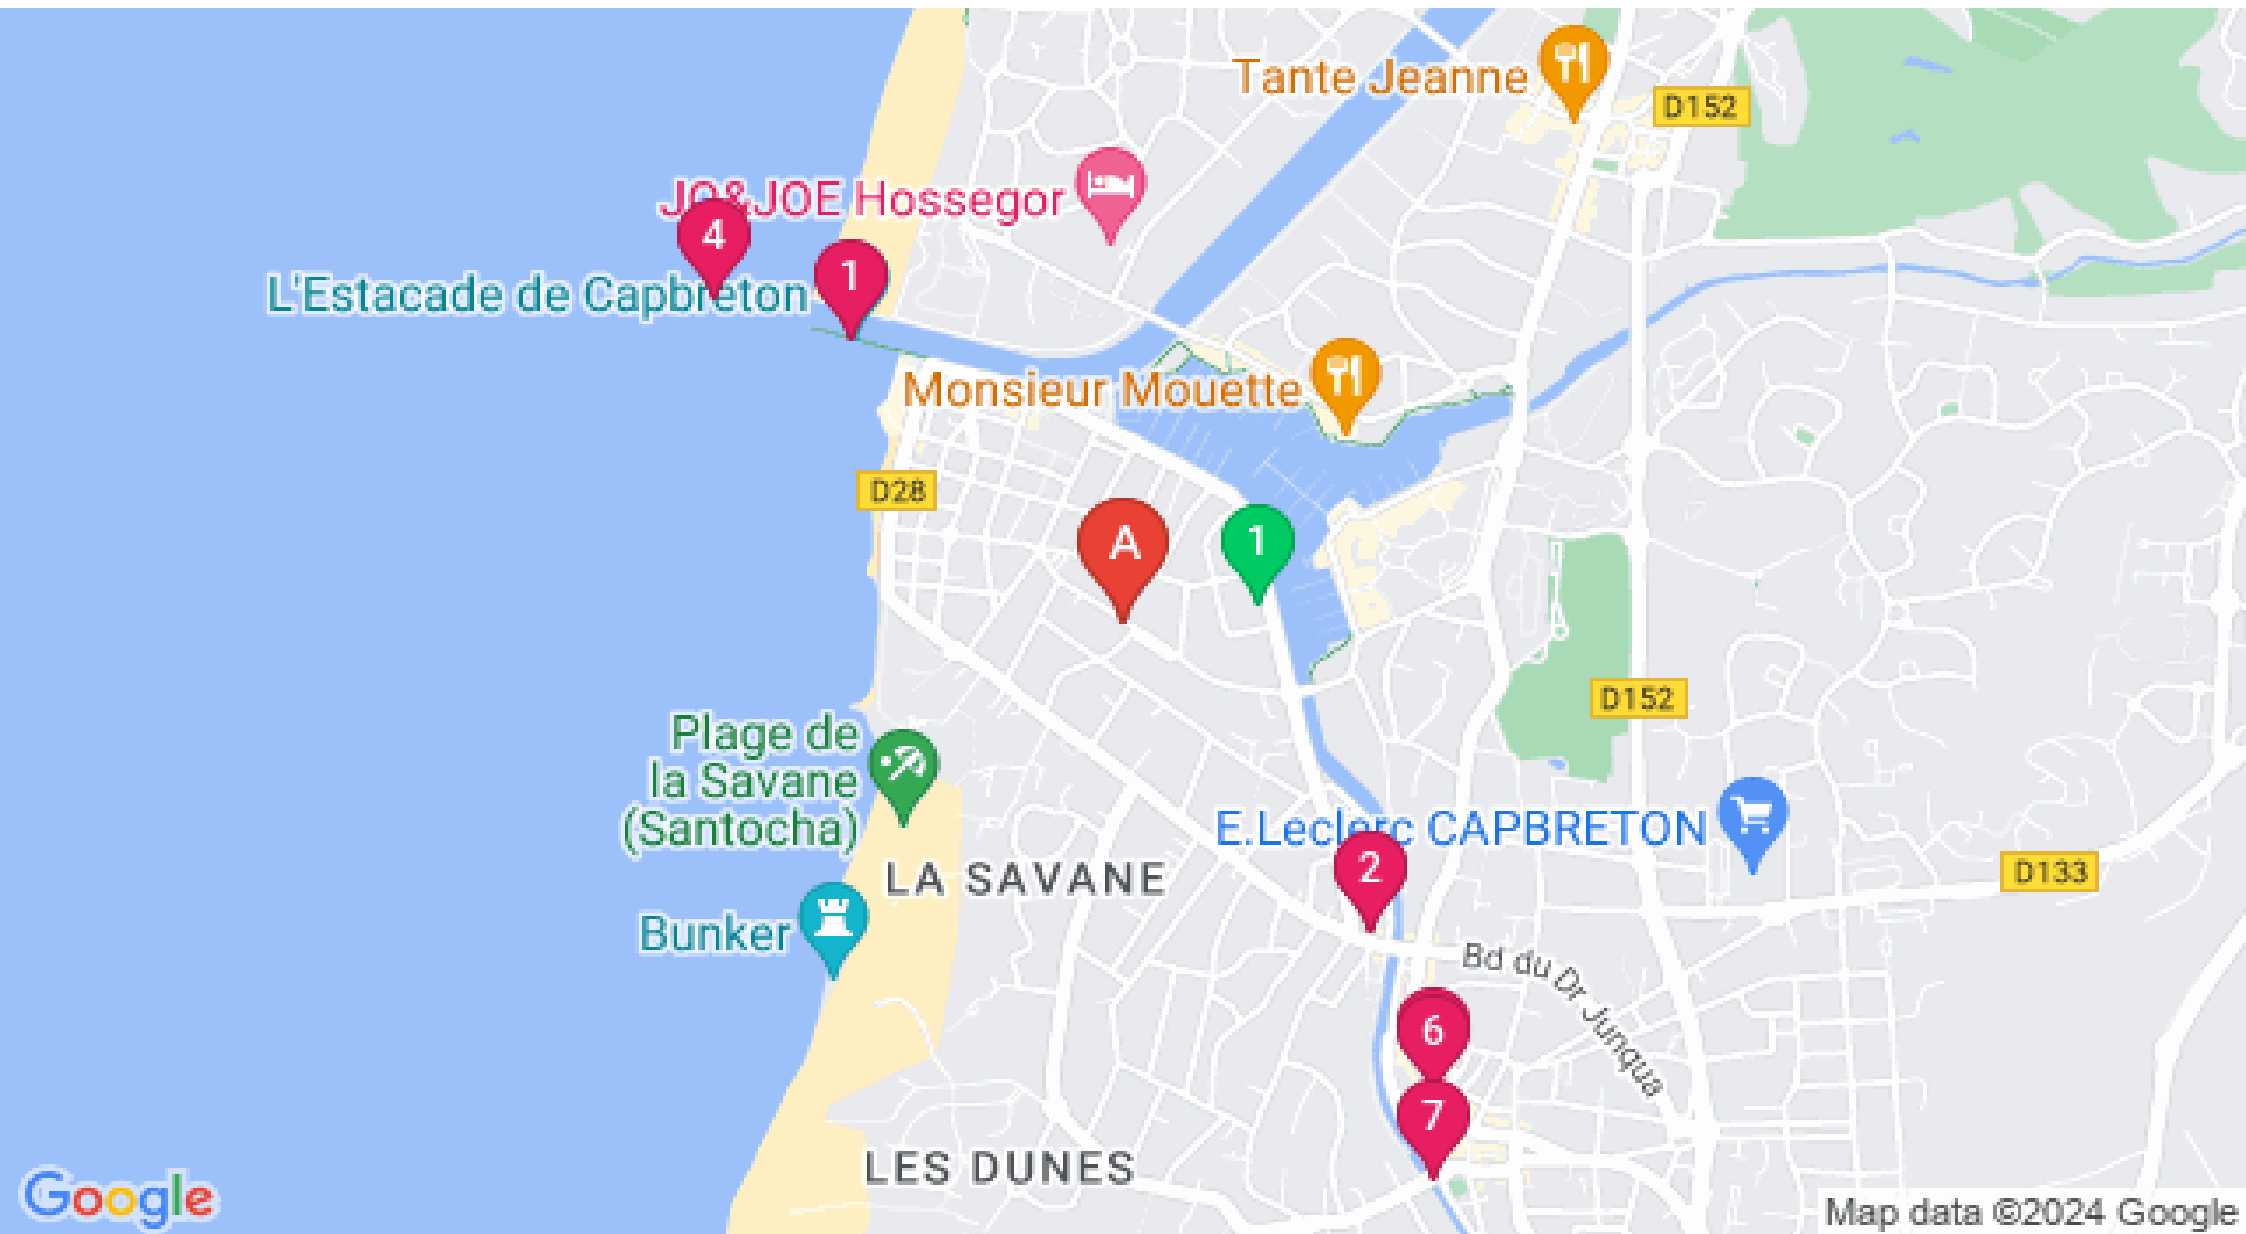 Tante Jeanne
D152
JO&JOE Hossegor
4
1
L'Estacade de Capbreton
Monsieur Mouette
D28
A
1
D152
Plage de
la Savane
(Santocha)
E.Leclerc CAPBRETON
2
D133
LA SAVANE
Bunker
Bd du Dr Junqua
6
7
LES DUNES
Google
Map data ©2024 Google